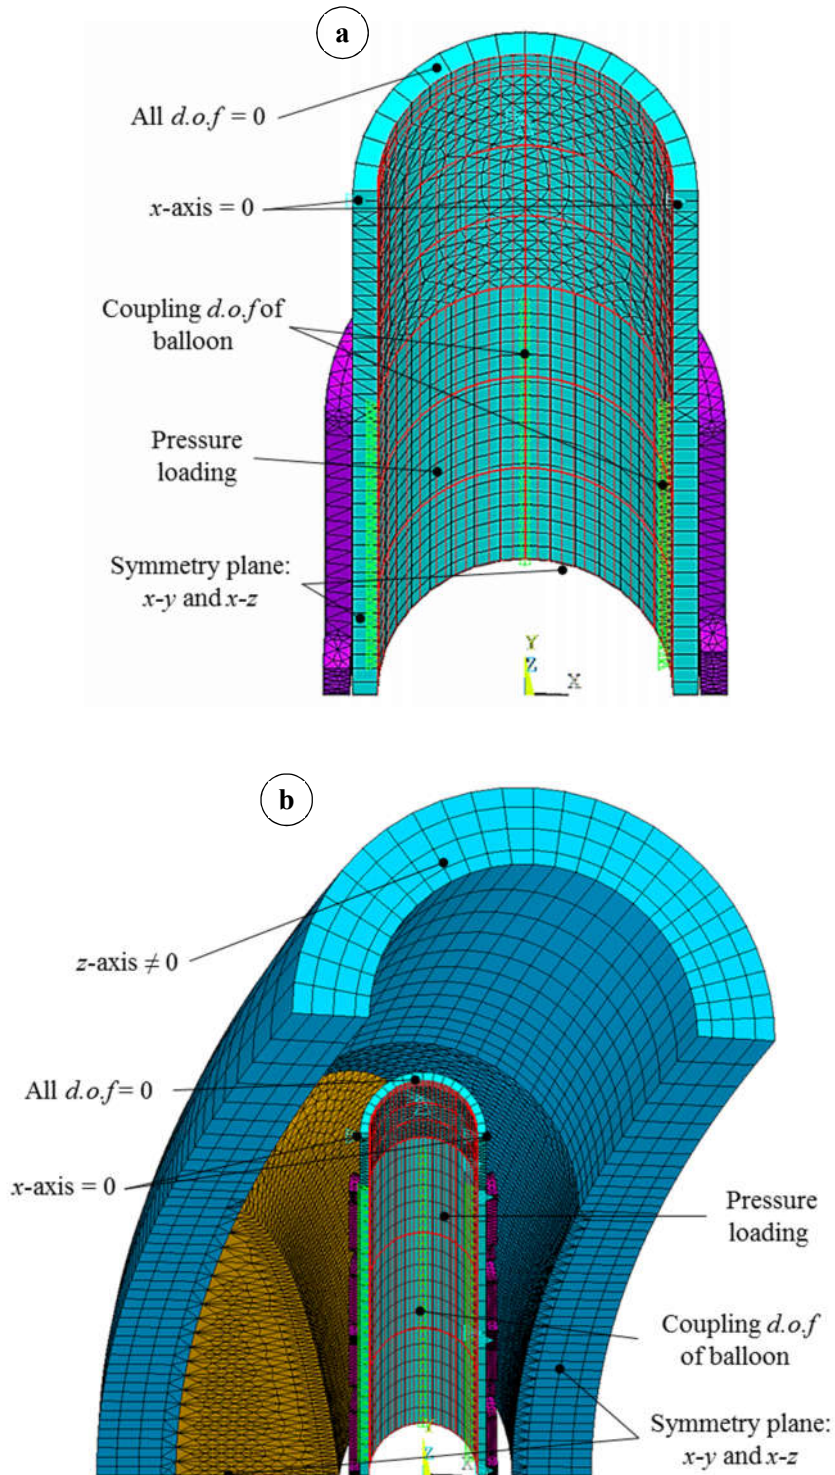 a
All d.o.f = 0
x-axis = 0
Coupling d.o.f of
balloon
Pressure
loading
Symmetry plane:
x-y and x-z
Y
Z
X
b
z-axis ≠ 0
All d.o.f = 0
x-axis = 0
Pressure
loading
Coupling d.o.f
of balloon
Symmetry plane:
x-y and x-z
Z
X